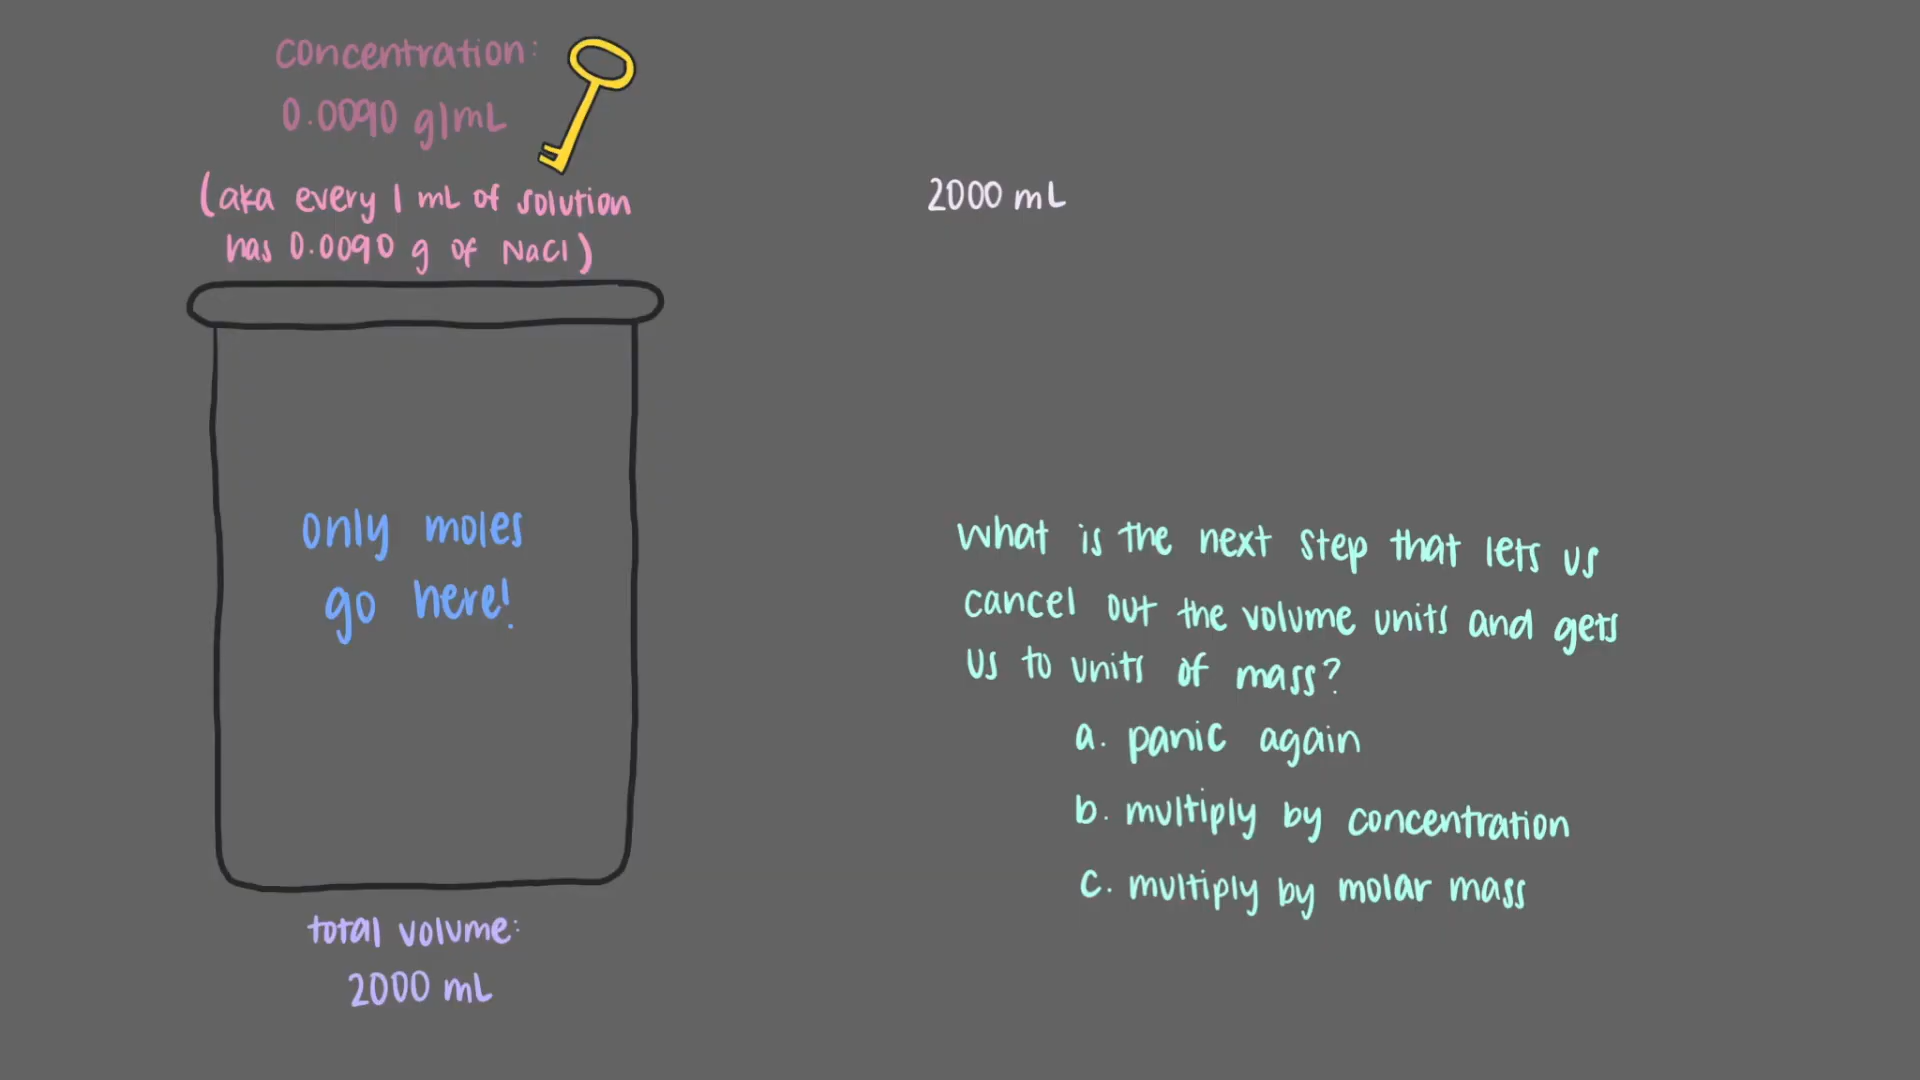 concentration:
0.0090 g/mL
(aka every 1 mL of solution
has 0.0090 g of NaCl)
only moles
go here!
total volume:
2000 mL
2000 mL
what is the next step that lets us
cancel out the volume units and gets
us to units of mass?
a. panic again
b. multiply by concentration
c. multiply by molar mass